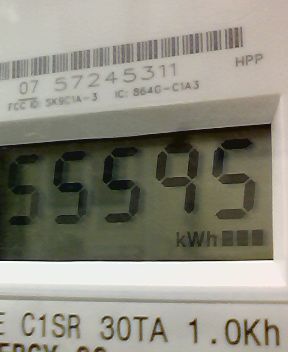 07 57245311
HPP
FCC ID: SK9C1A-3 IC: 864G-C1A3
55595
kWh
E C1SR 30TA 1.0Kh